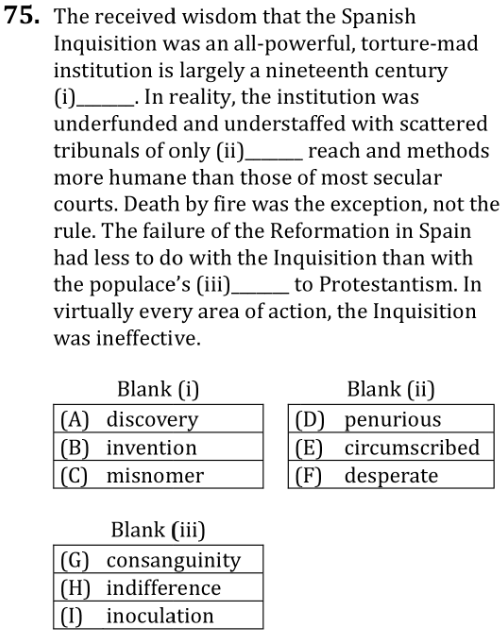 75. The received wisdom that the Spanish
Inquisition was an all-powerful, torture-mad
institution is largely a nineteenth century
(i)______. In reality, the institution was
underfunded and understaffed with scattered
tribunals of only (ii)______ reach and methods
more humane than those of most secular
courts. Death by fire was the exception, not the
rule. The failure of the Reformation in Spain
had less to do with the Inquisition than with
the populace's (iii)______ to Protestantism. In
virtually every area of action, the Inquisition
was ineffective.
Blank (i)
(A) discovery
(B) invention
(C) misnomer
Blank (ii)
(D) penurious
(E) circumscribed
(F) desperate
Blank (iii)
(G) consanguinity
(H) indifference
(I) inoculation